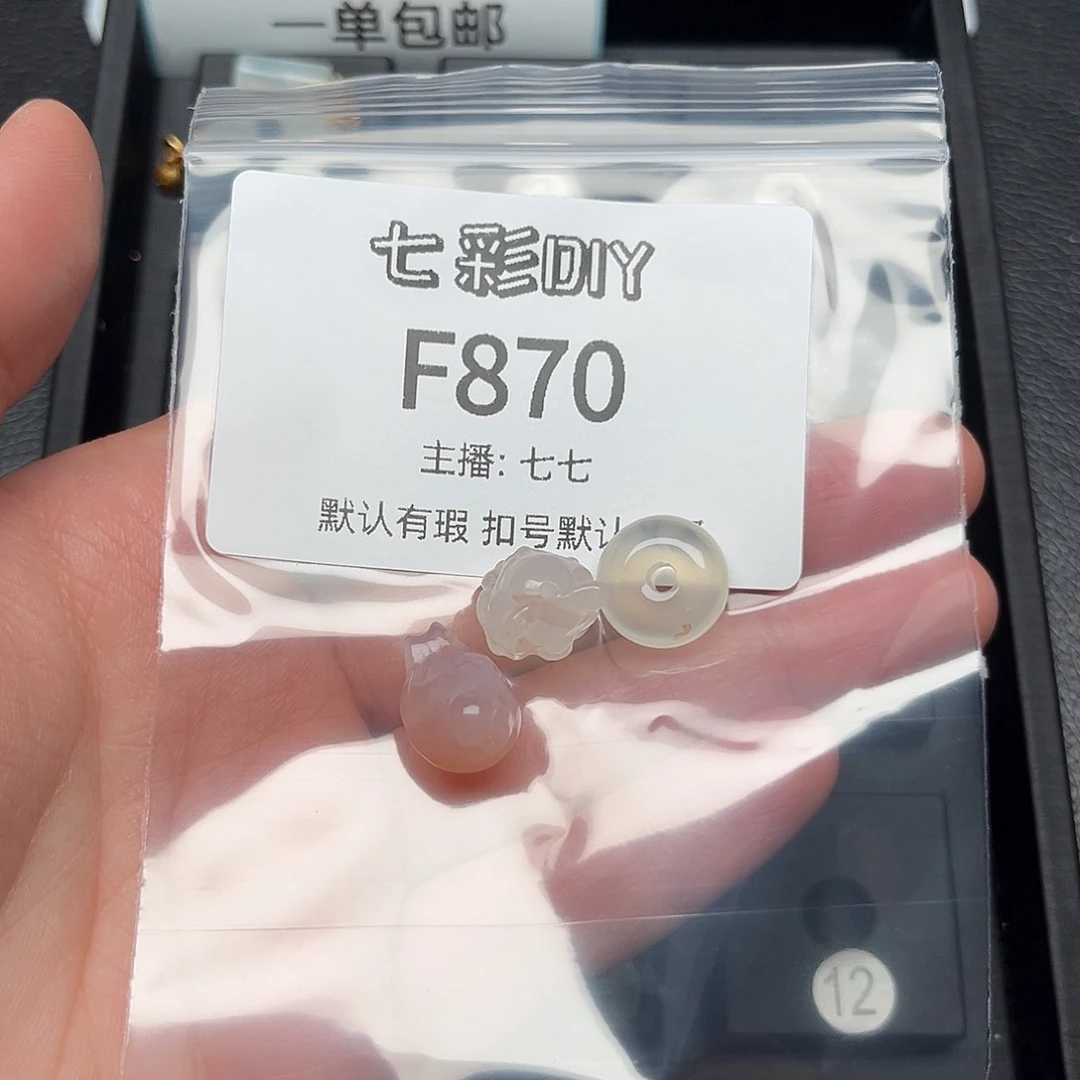 一单包邮
七彩DIY
F870
主播: 七七
默认有瑕 扣号默认
12